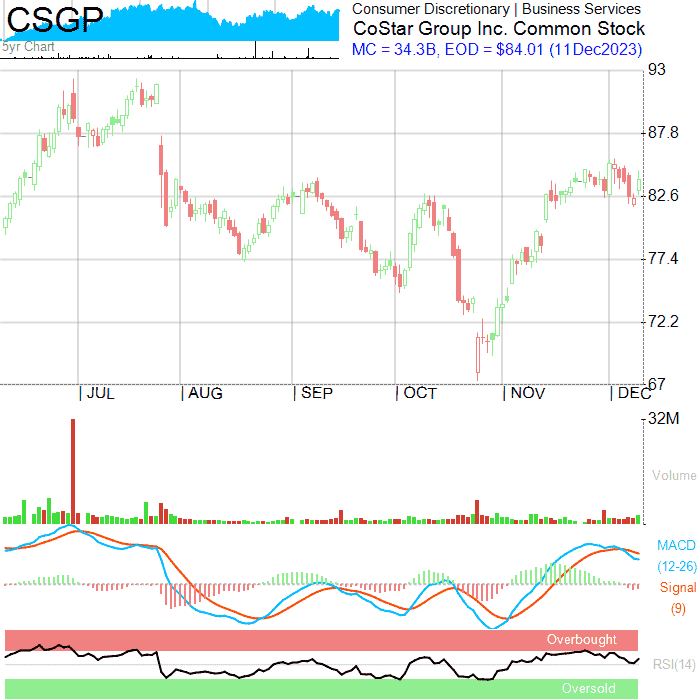 CSGP
5yr Chart
Consumer Discretionary | Business Services
CoStar Group Inc. Common Stock
MC = 34.3B, EOD = $84.01 (11Dec2023)
93
87.8
82.6
77.4
72.2
67
| JUL | AUG | SEP | OCT | NOV | DEC
32M
Volume
MACD
(12-26)
Signal
(9)
Overbought
RSI(14)
Oversold